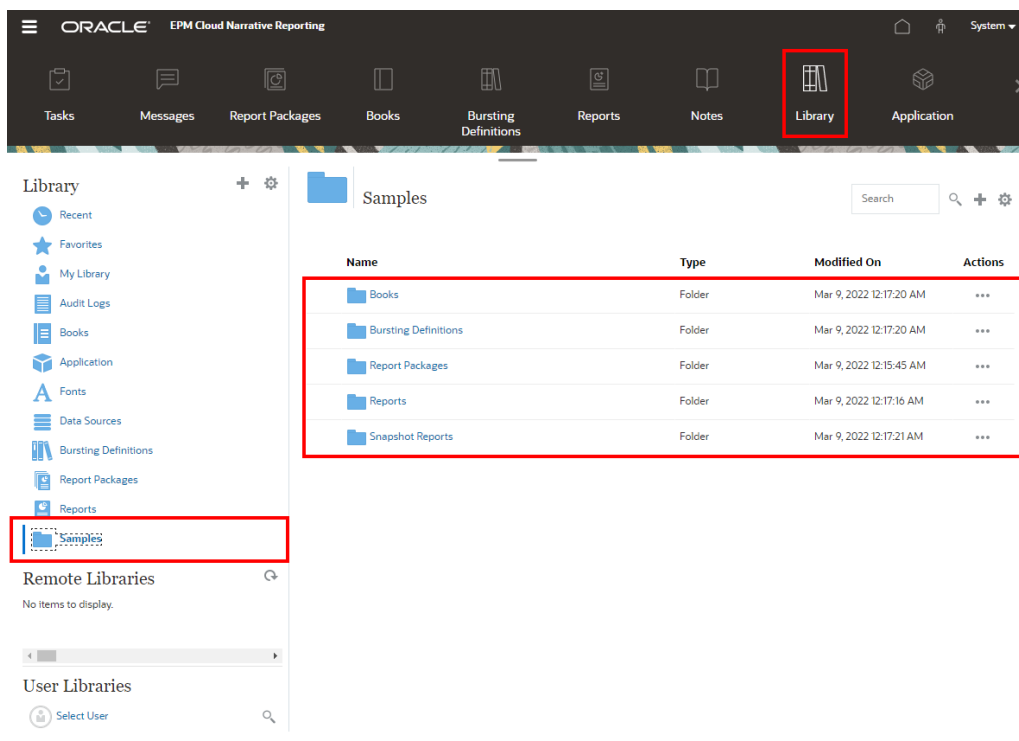 ORACLE EPM Cloud Narrative Reporting System
Tasks Messages Report Packages Books Bursting Definitions Reports Notes Library Application
Library
Recent
Favorites
My Library
Audit Logs
Books
Application
Fonts
Data Sources
Bursting Definitions
Report Packages
Reports
Samples
Remote Libraries
No items to display.
User Libraries
Select User
Samples
Search
Name Type Modified On Actions
Books Folder Mar 9, 2022 12:17:20 AM
Bursting Definitions Folder Mar 9, 2022 12:17:20 AM
Report Packages Folder Mar 9, 2022 12:15:45 AM
Reports Folder Mar 9, 2022 12:17:16 AM
Snapshot Reports Folder Mar 9, 2022 12:17:21 AM